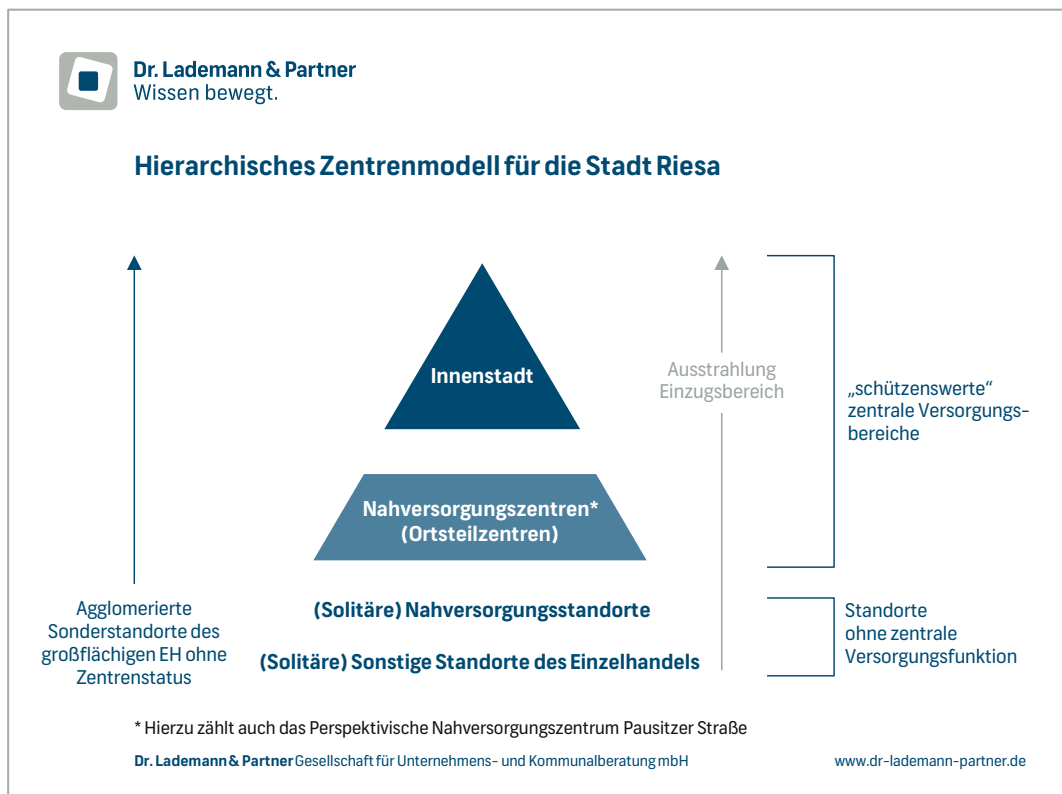 Dr. Lademann & Partner
Wissen bewegt.
Hierarchisches Zentrenmodell für die Stadt Riesa
Innenstadt
Nahversorgungszentren*
(Ortsteilzentren)
(Solitäre) Nahversorgungsstandorte
(Solitäre) Sonstige Standorte des Einzelhandels
Agglomerierte
Sonderstandorte des
großflächigen EH ohne
Zentrenstatus
Ausstrahlung
Einzugsbereich
„schützenswerte“
zentrale Versorgungs-
bereiche
Standorte
ohne zentrale
Versorgungsfunktion
* Hierzu zählt auch das Perspektivische Nahversorgungszentrum Pausitzer Straße
Dr. Lademann & Partner Gesellschaft für Unternehmens- und Kommunalberatung mbH
www.dr-lademann-partner.de